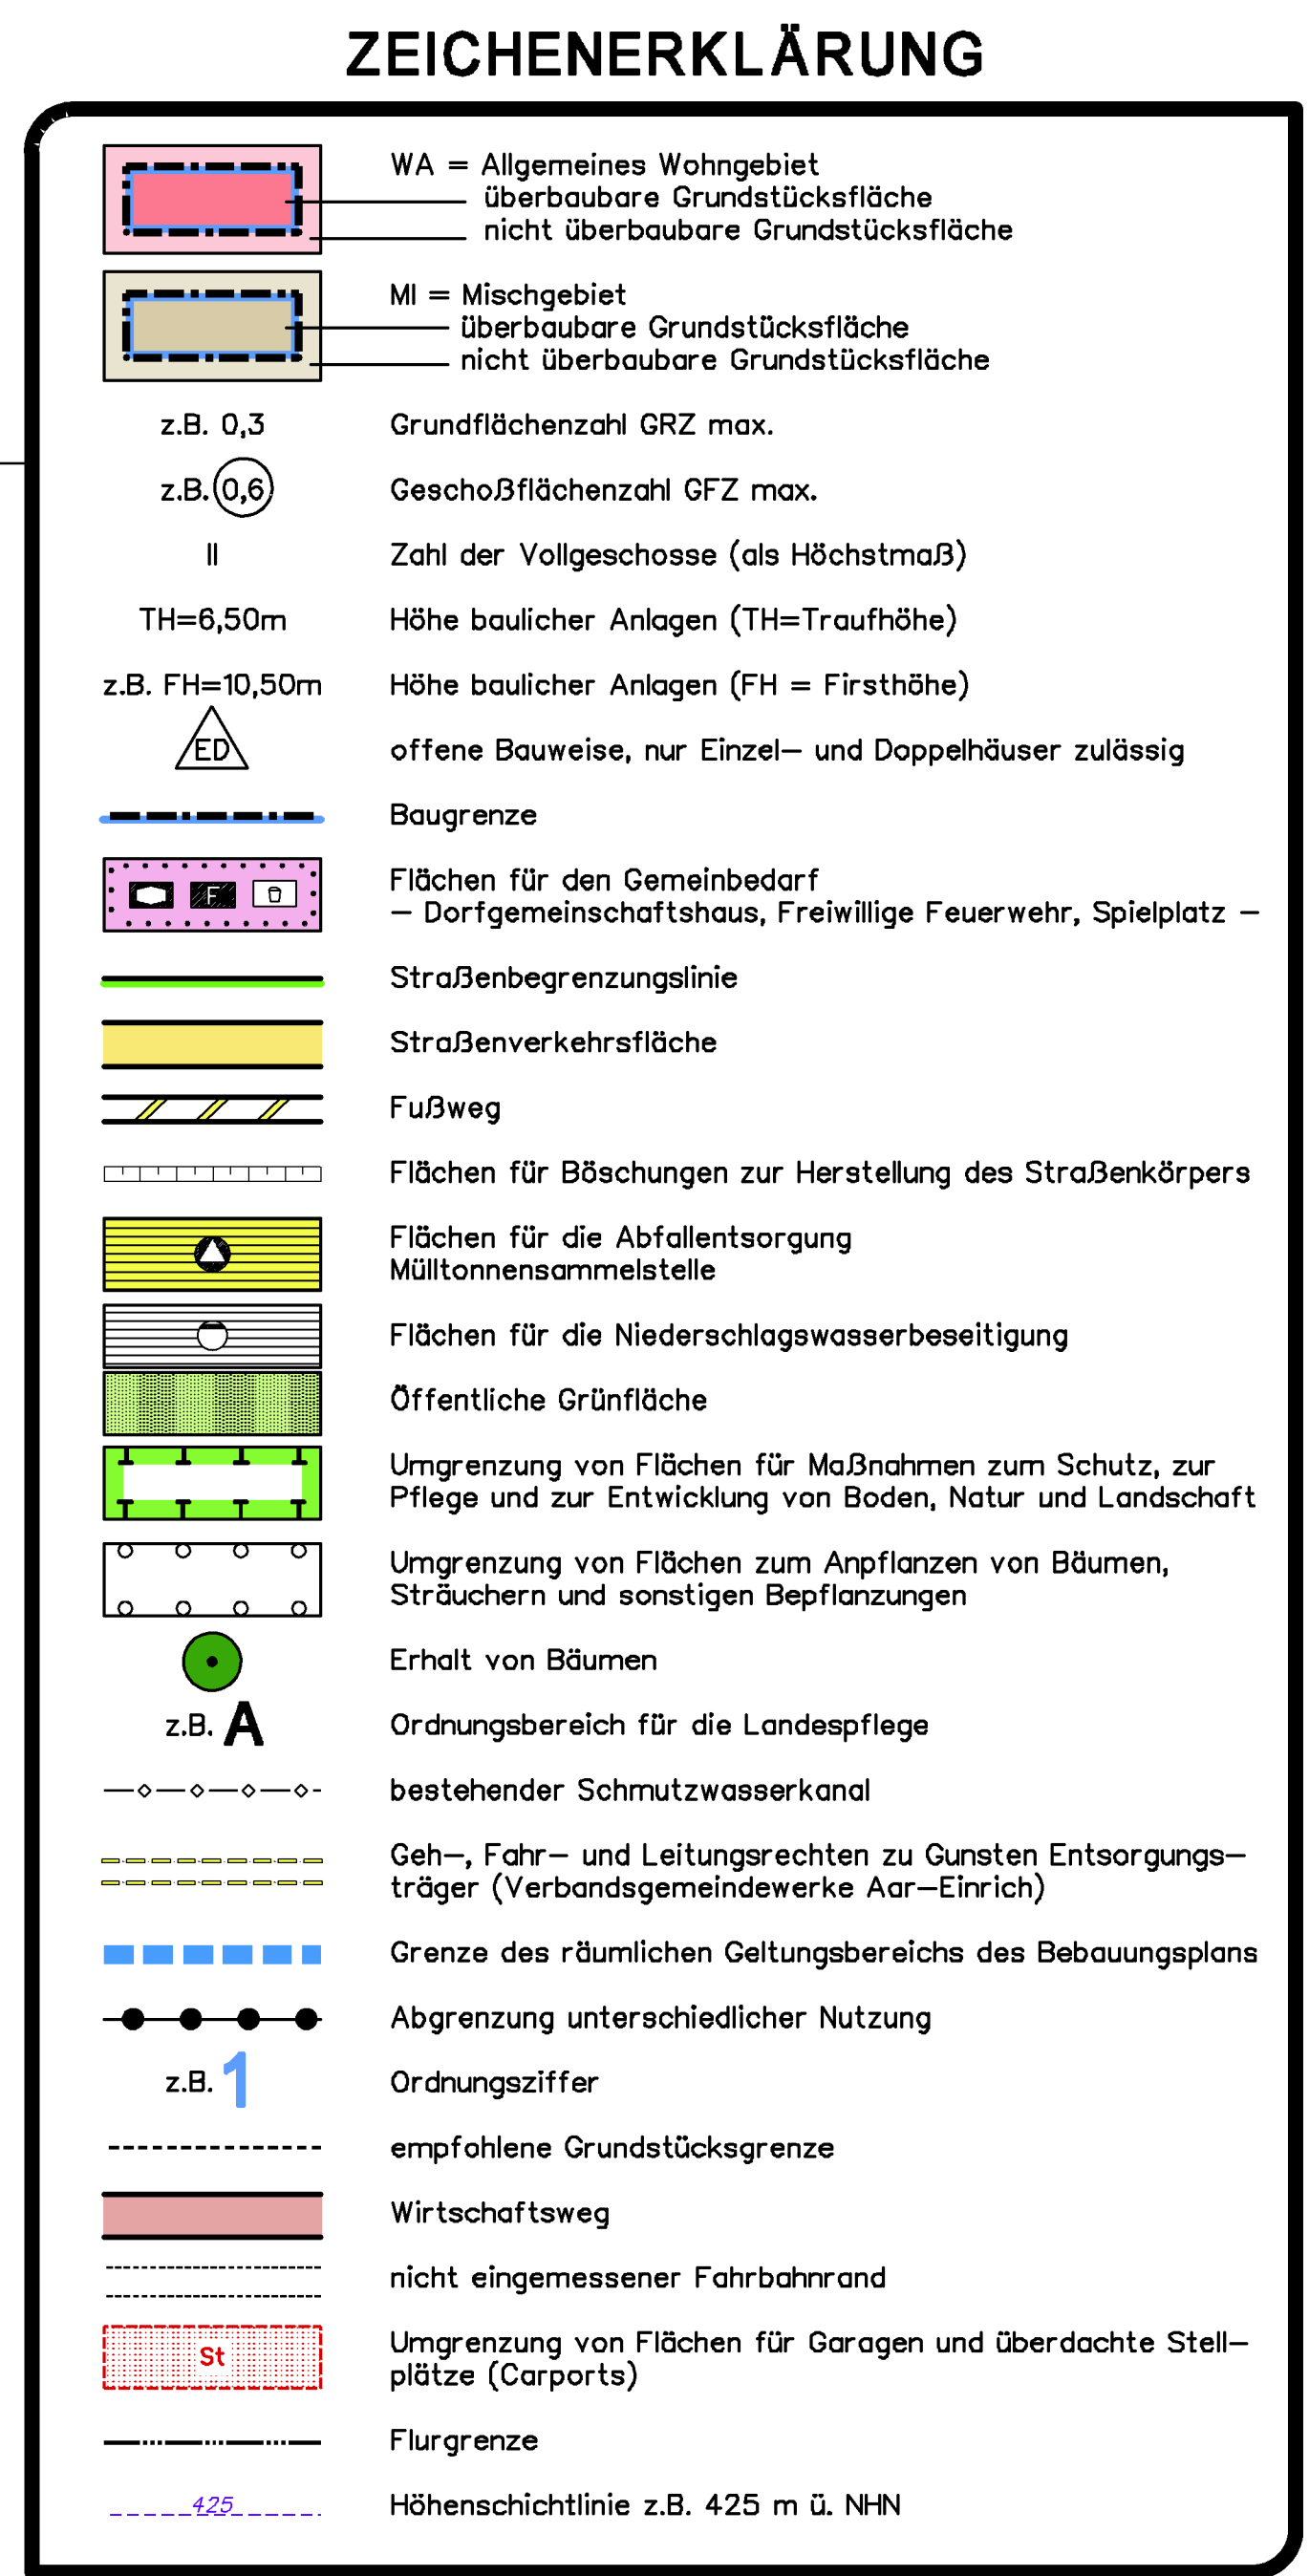 ZEICHENERKLÄRUNG
WA = Allgemeines Wohngebiet
überbaubare Grundstücksfläche
nicht überbaubare Grundstücksfläche
MI = Mischgebiet
überbaubare Grundstücksfläche
nicht überbaubare Grundstücksfläche
z.B. 0,3 Grundflächenzahl GRZ max.
z.B. 0,6 Geschoßflächenzahl GFZ max.
II Zahl der Vollgeschosse (als Höchstmaß)
TH=6,50m Höhe baulicher Anlagen (TH=Traufhöhe)
z.B. FH=10,50m Höhe baulicher Anlagen (FH = Firsthöhe)
ED offene Bauweise, nur Einzel– und Doppelhäuser zulässig
Baugrenze
Flächen für den Gemeinbedarf
F – Dorfgemeinschaftshaus, Freiwillige Feuerwehr, Spielplatz –
Straßenbegrenzungslinie
Straßenverkehrsfläche
Fußweg
Flächen für Böschungen zur Herstellung des Straßenkörpers
Flächen für die Abfallentsorgung
Mülltonnensammelstelle
Flächen für die Niederschlagswasserbeseitigung
Öffentliche Grünfläche
Umgrenzung von Flächen für Maßnahmen zum Schutz, zur
Pflege und zur Entwicklung von Boden, Natur und Landschaft
Umgrenzung von Flächen zum Anpflanzen von Bäumen,
Sträuchern und sonstigen Bepflanzungen
Erhalt von Bäumen
z.B. A Ordnungsbereich für die Landespflege
bestehender Schmutzwasserkanal
Geh–, Fahr– und Leitungsrechten zu Gunsten Entsorgungs–
träger (Verbandsgemeindewerke Aar–Einrich)
Grenze des räumlichen Geltungsbereichs des Bebauungsplans
Abgrenzung unterschiedlicher Nutzung
z.B. 1 Ordnungsziffer
empfohlene Grundstücksgrenze
Wirtschaftsweg
nicht eingemessener Fahrbahnrand
Umgrenzung von Flächen für Garagen und überdachte Stell–
St plätze (Carports)
Flurgrenze
425 Höhenschichtlinie z.B. 425 m ü. NHN